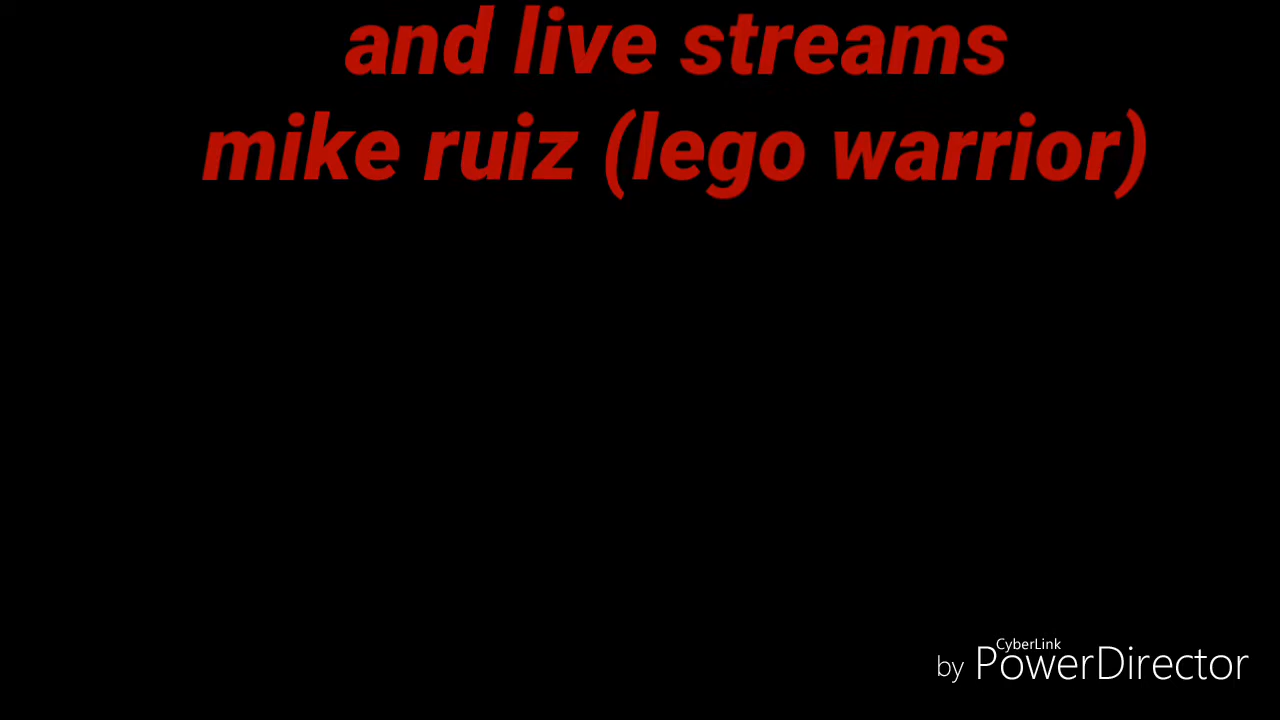 and live streams
mike ruiz (lego warrior)
by CyberLink PowerDirector